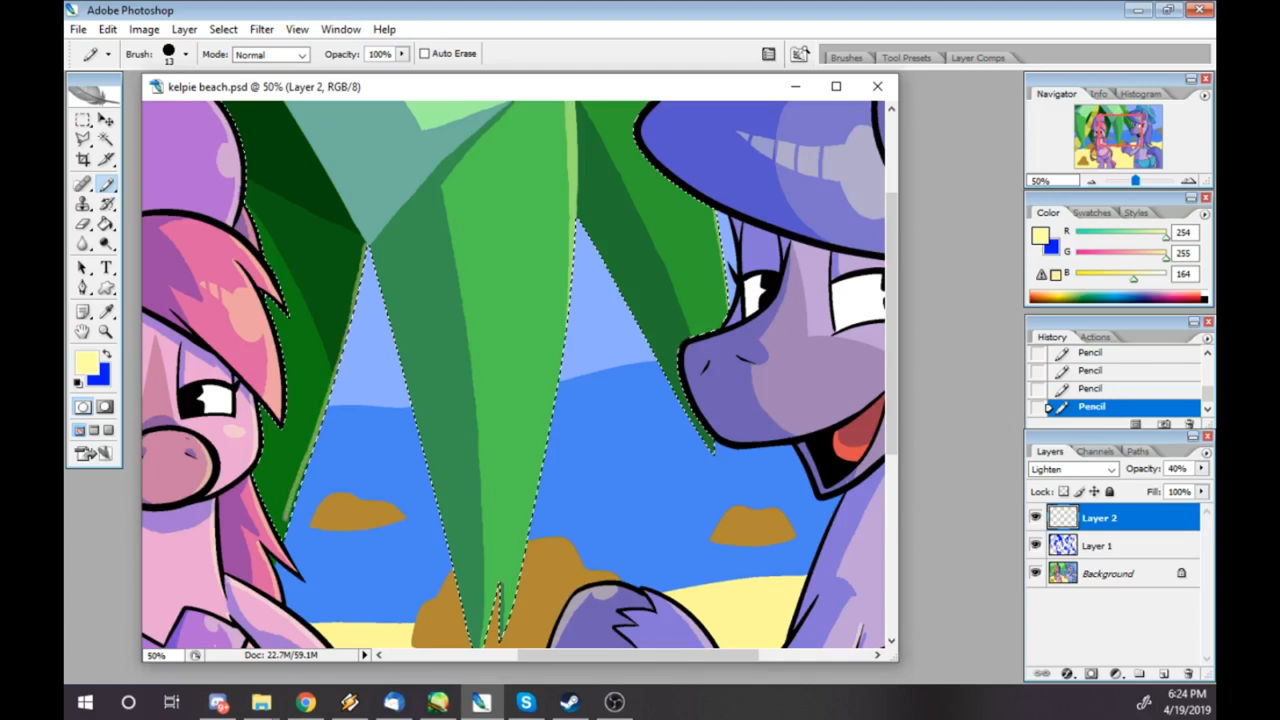 Adobe Photoshop
File Edit Image Layer Select Filter View Window Help
Brush: 13 Mode: Normal Opacity: 100% Auto Erase
Brushes Tool Presets Layer Comps
kelpie beach.psd @ 50% (Layer 2, RGB/8)
Navigator Info Histogram
50%
Color Swatches Styles
R 254
G 255
B 164
History Actions
Pencil
Pencil
Pencil
Pencil
Layers Channels Paths
Lighten Opacity: 40%
Lock: Fill: 100%
Layer 2
Layer 1
Background
50% Doc: 22.7M/59.1M
6:24 PM
4/19/2019